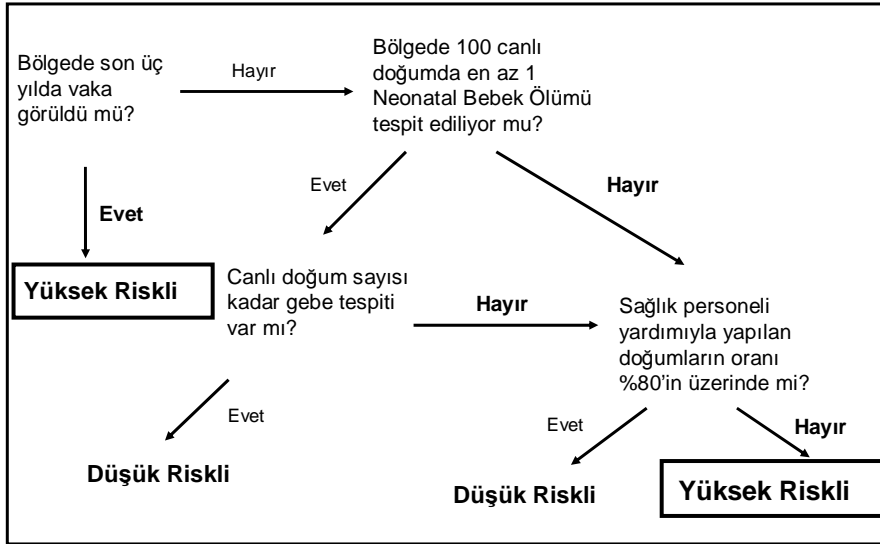 Bölgede son üç
yılda vaka
görüldü mü?
Hayır
Bölgede 100 canlı
doğumda en az 1
Neonatal Bebek Ölümü
tespit ediliyor mu?
Evet
Yüksek Riskli
Evet
Hayır
Canlı doğum sayısı
kadar gebe tespiti
var mı?
Hayır
Sağlık personeli
yardımıyla yapılan
doğumların oranı
%80’in üzerinde mi?
Evet
Düşük Riskli
Evet
Hayır
Düşük Riskli
Yüksek Riskli